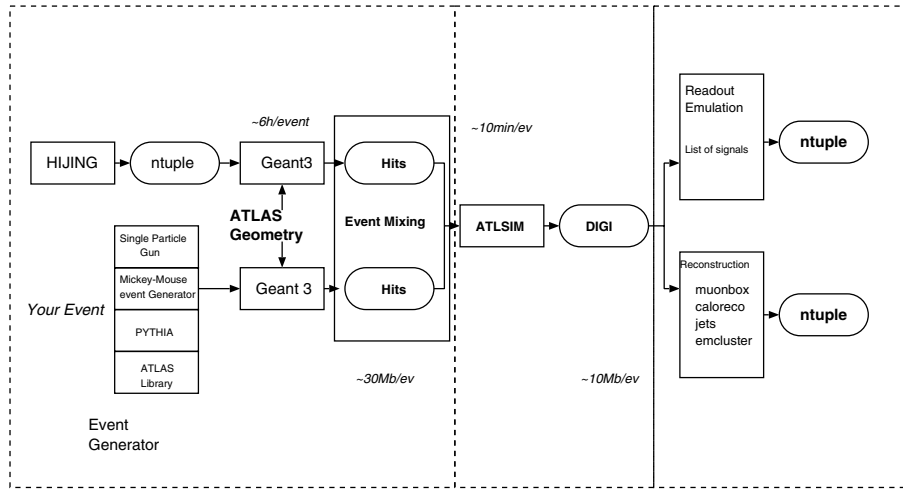 ~6h/event
~10min/ev
HIJING
ntuple
Geant3
Hits
ATLAS
Geometry
Event Mixing
Single Particle
Gun
Mickey-Mouse
event Generator
PYTHIA
ATLAS
Library
Your Event
Geant 3
Hits
~30Mb/ev
Event
Generator
ATLSIM
DIGI
~10Mb/ev
Readout
Emulation
List of signals
ntuple
Reconstruction
muonbox
caloreco
jets
emcluster
ntuple